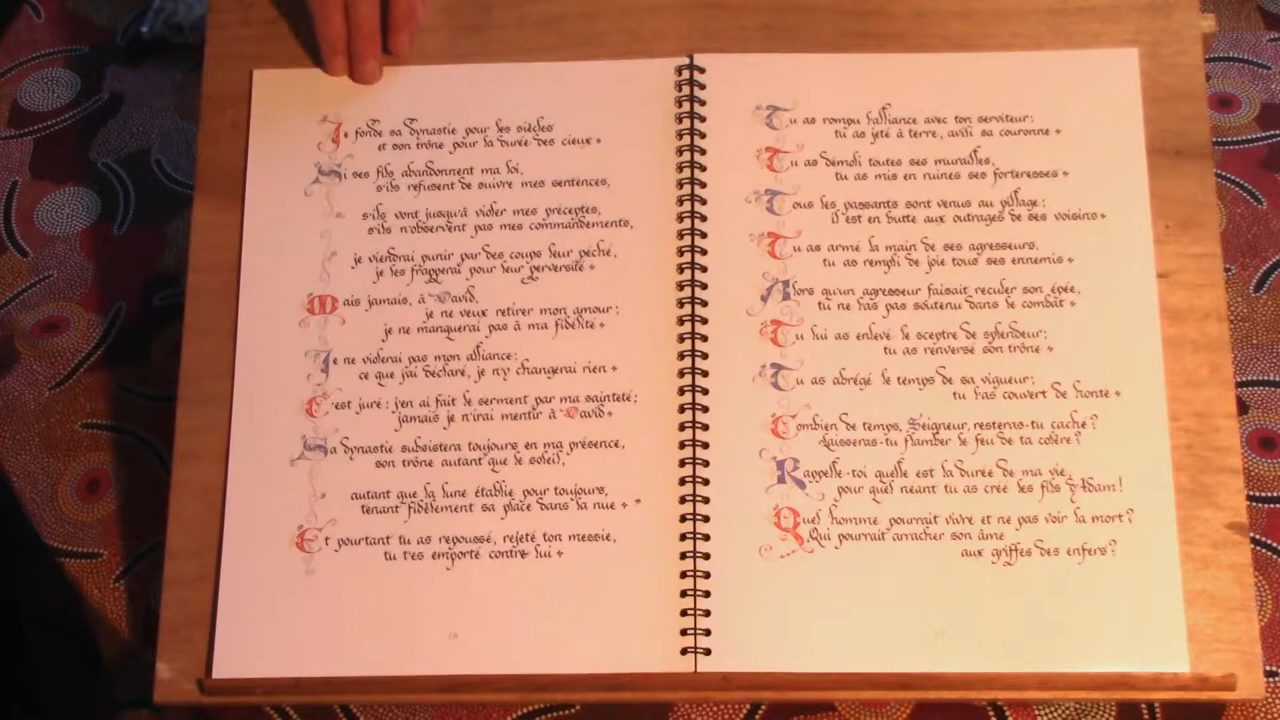 Je fonde sa dynastie pour les siècles
et son trône pour la durée des cieux
Si ses fils abandonnent ma loi,
s'ils refusent de suivre mes sentences,
s'ils vont jusqu'à violer mes préceptes,
s'ils n'observent pas mes commandements,
je viendrai punir par des coups leur péché,
je les frapperai pour leur perversité
Mais jamais, à David,
je ne veux retirer mon amour ;
je ne manquerai pas à ma fidélité
Je ne violerai pas mon alliance :
ce que j'ai déclaré, je n'y changerai rien
C'est juré ; j'en ai fait le serment par ma sainteté ;
jamais je n'irai mentir à David
Sa dynastie subsistera toujours en ma présence,
son trône autant que le soleil,
autant que la lune établie pour toujours,
tenant fidèlement sa place dans la nue "
Et pourtant tu as repoussé, rejeté ton messie,
tu t'es emporté contre lui
16
Tu as rompu l'alliance avec ton serviteur ;
tu as jeté à terre, avili sa couronne
Tu as démoli toutes ses murailles,
tu as mis en ruines ses forteresses
Tous les passants sont venus au pillage ;
il est en butte aux outrages de ses voisins
Tu as armé la main de ses agresseurs,
tu as rempli de joie tous ses ennemis
Alors qu'un agresseur faisait reculer son épée,
tu ne l'as pas soutenu dans le combat
Tu lui as enlevé le sceptre de splendeur ;
tu as renversé son trône
Tu as abrégé le temps de sa vigueur ;
tu l'as couvert de honte
Combien de temps, Seigneur, resteras-tu caché ?
Laisseras-tu flamber le feu de ta colère ?
Rappelle-toi quelle est la durée de ma vie,
pour quel néant tu as créé les fils d'Adam !
Quel homme pourrait vivre et ne pas voir la mort ?
Qui pourrait arracher son âme
aux griffes des enfers ?